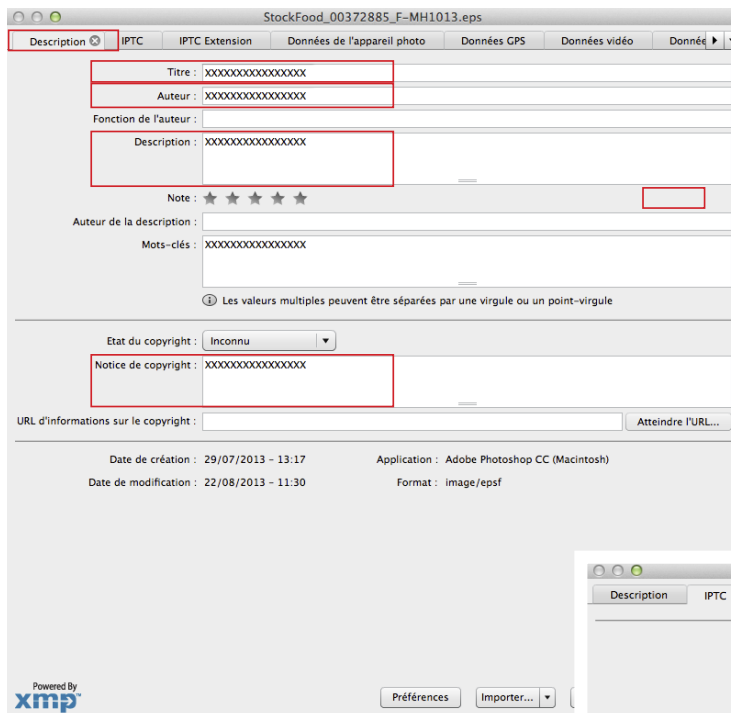 StockFood_00372885_F-MH1013.eps
Description IPTC IPTC Extension Données de l'appareil photo Données GPS Données vidéo
Titre : XXXXXXXXXXXXXXXX
Auteur : XXXXXXXXXXXXXXXX
Fonction de l'auteur :
Description : XXXXXXXXXXXXXXXX
Note : ★ ★ ★ ★ ★
Auteur de la description :
Mots-clés : XXXXXXXXXXXXXXXX
Les valeurs multiples peuvent être séparées par une virgule ou un point-virgule
Etat du copyright : Inconnu
Notice de copyright : XXXXXXXXXXXXXXXX
URL d'informations sur le copyright : Atteindre l'URL...
Date de création : 29/07/2013 - 13:17 Application : Adobe Photoshop CC (Macintosh)
Date de modification : 22/08/2013 - 11:30 Format : image/epsf
Description IPTC
Powered By
xmp™
Préférences Importer...